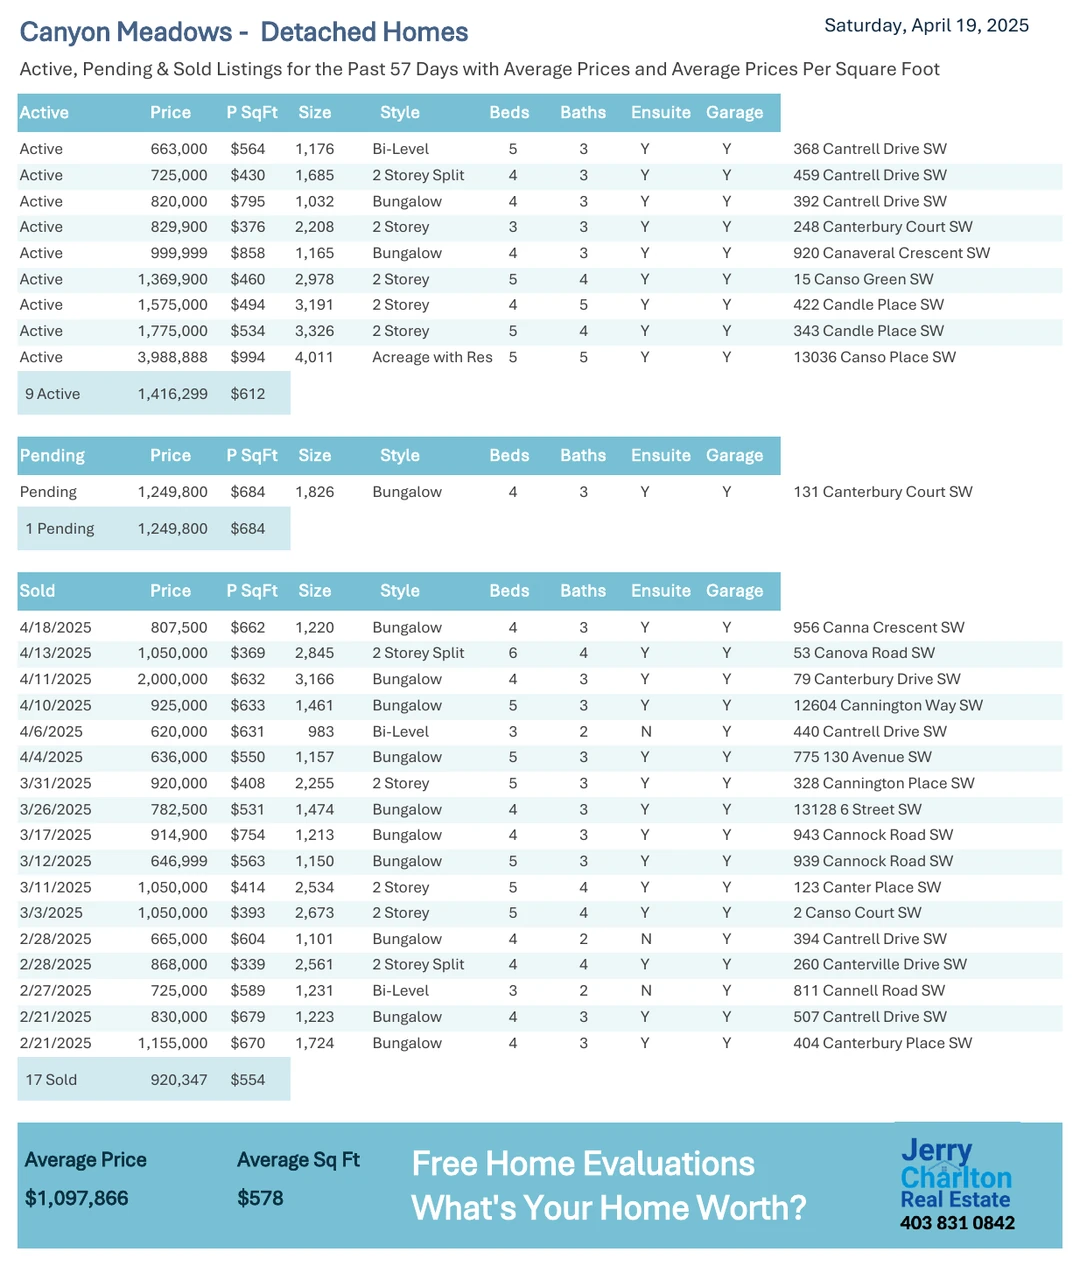 Canyon Meadows - Detached Homes
Saturday, April 19, 2025
Active, Pending & Sold Listings for the Past 57 Days with Average Prices and Average Prices Per Square Foot
Active Price P SqFt Size Style Beds Baths Ensuite Garage
Active 663,000 $564 1,176 Bi-Level 5 3 Y Y 368 Cantrell Drive SW
Active 725,000 $430 1,685 2 Storey Split 4 3 Y Y 459 Cantrell Drive SW
Active 820,000 $795 1,032 Bungalow 4 3 Y Y 392 Cantrell Drive SW
Active 829,900 $376 2,208 2 Storey 3 3 Y Y 248 Canterbury Court SW
Active 999,999 $858 1,165 Bungalow 4 3 Y Y 920 Canaveral Crescent SW
Active 1,369,900 $460 2,978 2 Storey 5 4 Y Y 15 Canso Green SW
Active 1,575,000 $494 3,191 2 Storey 4 5 Y Y 422 Candle Place SW
Active 1,775,000 $534 3,326 2 Storey 5 4 Y Y 343 Candle Place SW
Active 3,988,888 $994 4,011 Acreage with Res 5 5 Y Y 13036 Canso Place SW
9 Active 1,416,299 $612
Pending Price P SqFt Size Style Beds Baths Ensuite Garage
Pending 1,249,800 $684 1,826 Bungalow 4 3 Y Y 131 Canterbury Court SW
1 Pending 1,249,800 $684
Sold Price P SqFt Size Style Beds Baths Ensuite Garage
4/18/2025 807,500 $662 1,220 Bungalow 4 3 Y Y 956 Canna Crescent SW
4/13/2025 1,050,000 $369 2,845 2 Storey Split 6 4 Y Y 53 Canova Road SW
4/11/2025 2,000,000 $632 3,166 Bungalow 4 3 Y Y 79 Canterbury Drive SW
4/10/2025 925,000 $633 1,461 Bungalow 5 3 Y Y 12604 Cannington Way SW
4/6/2025 620,000 $631 983 Bi-Level 3 2 N Y 440 Cantrell Drive SW
4/4/2025 636,000 $550 1,157 Bungalow 5 3 Y Y 775 130 Avenue SW
3/31/2025 920,000 $408 2,255 2 Storey 5 3 Y Y 328 Cannington Place SW
3/26/2025 782,500 $531 1,474 Bungalow 4 3 Y Y 13128 6 Street SW
3/17/2025 914,900 $754 1,213 Bungalow 4 3 Y Y 943 Cannock Road SW
3/12/2025 646,999 $563 1,150 Bungalow 5 3 Y Y 939 Cannock Road SW
3/11/2025 1,050,000 $414 2,534 2 Storey 5 4 Y Y 123 Canter Place SW
3/3/2025 1,050,000 $393 2,673 2 Storey 5 4 Y Y 2 Canso Court SW
2/28/2025 665,000 $604 1,101 Bungalow 4 2 N Y 394 Cantrell Drive SW
2/28/2025 868,000 $339 2,561 2 Storey Split 4 4 Y Y 260 Canterville Drive SW
2/27/2025 725,000 $589 1,231 Bi-Level 3 2 N Y 811 Cannell Road SW
2/21/2025 830,000 $679 1,223 Bungalow 4 3 Y Y 507 Cantrell Drive SW
2/21/2025 1,155,000 $670 1,724 Bungalow 4 3 Y Y 404 Canterbury Place SW
17 Sold 920,347 $554
Average Price Average Sq Ft
$1,097,866 $578
Free Home Evaluations
What's Your Home Worth?
Jerry
Charlton
Real Estate
403 831 0842